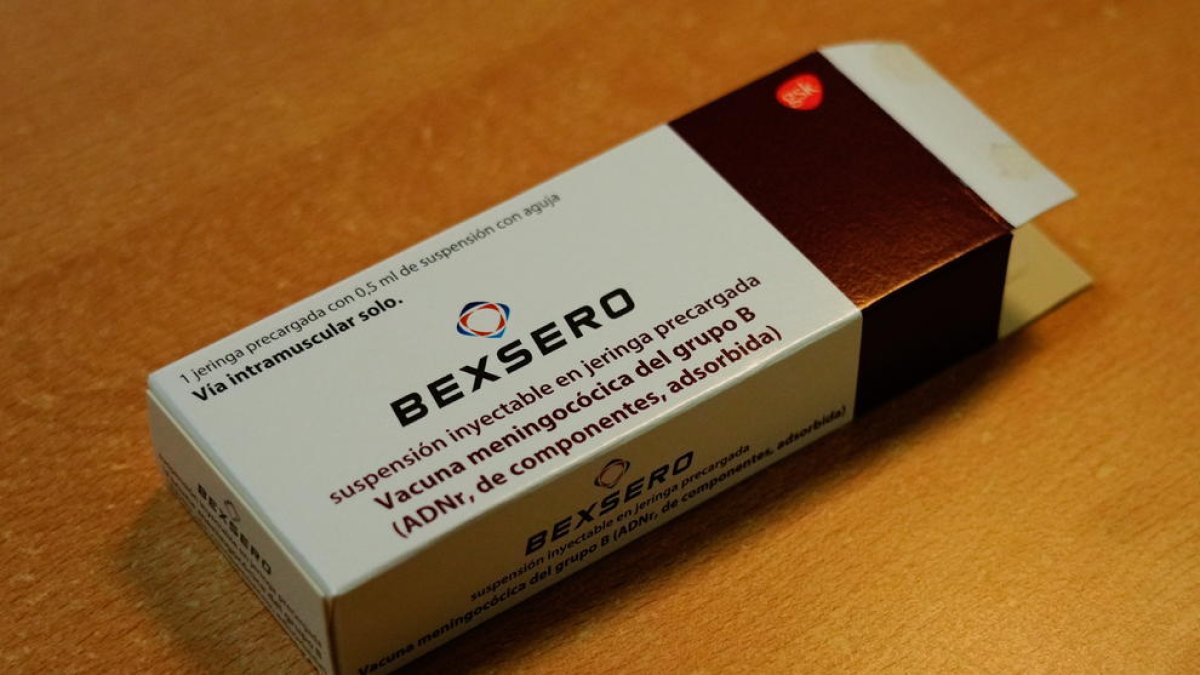 gsk
1 jeringa precargada con 0,5 ml de suspensión con aguja
Vía intramuscular solo.
BEXSERO
suspensión inyectable en jeringa precargada
Vacuna meningocócica del grupo B
(ADNr, de componentes, adsorbida)
BEXSERO
suspensión inyectable en jeringa precargada
Vacuna meningocócica del grupo B (ADNr, de componentes, adsorbida)
BEXSERO